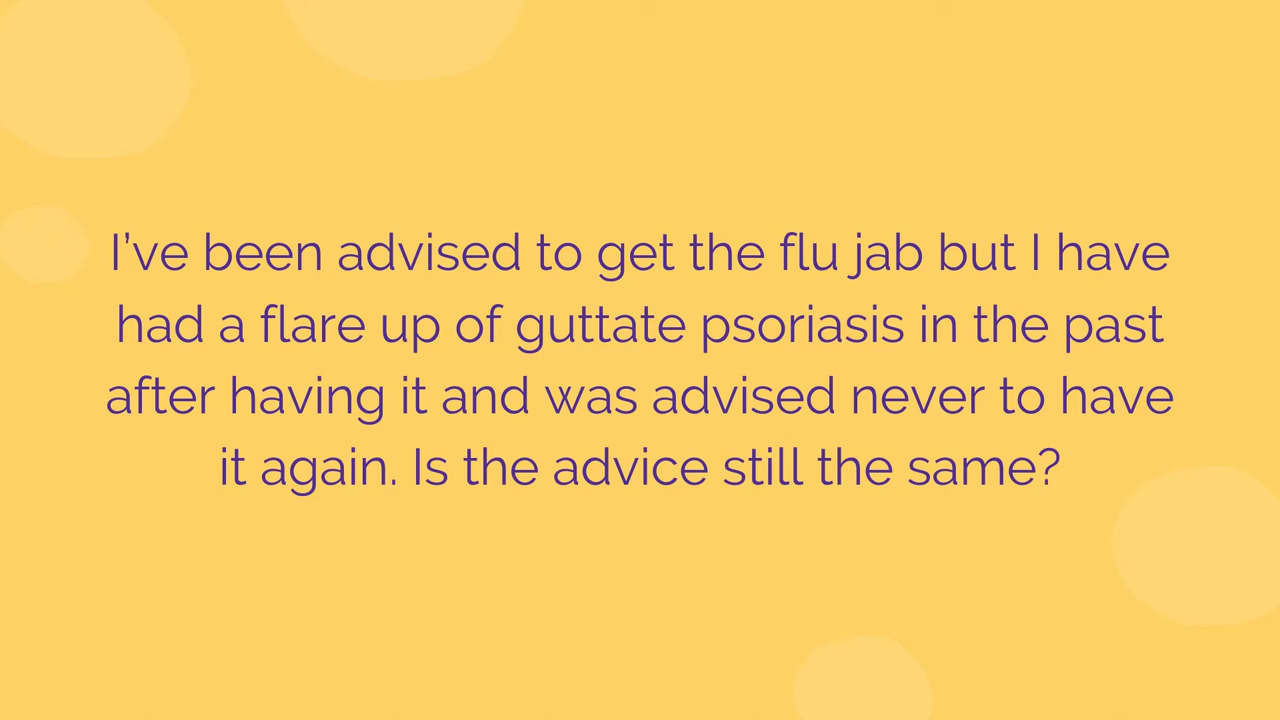 I’ve been advised to get the flu jab but I have
had a flare up of guttate psoriasis in the past
after having it and was advised never to have
it again. Is the advice still the same?